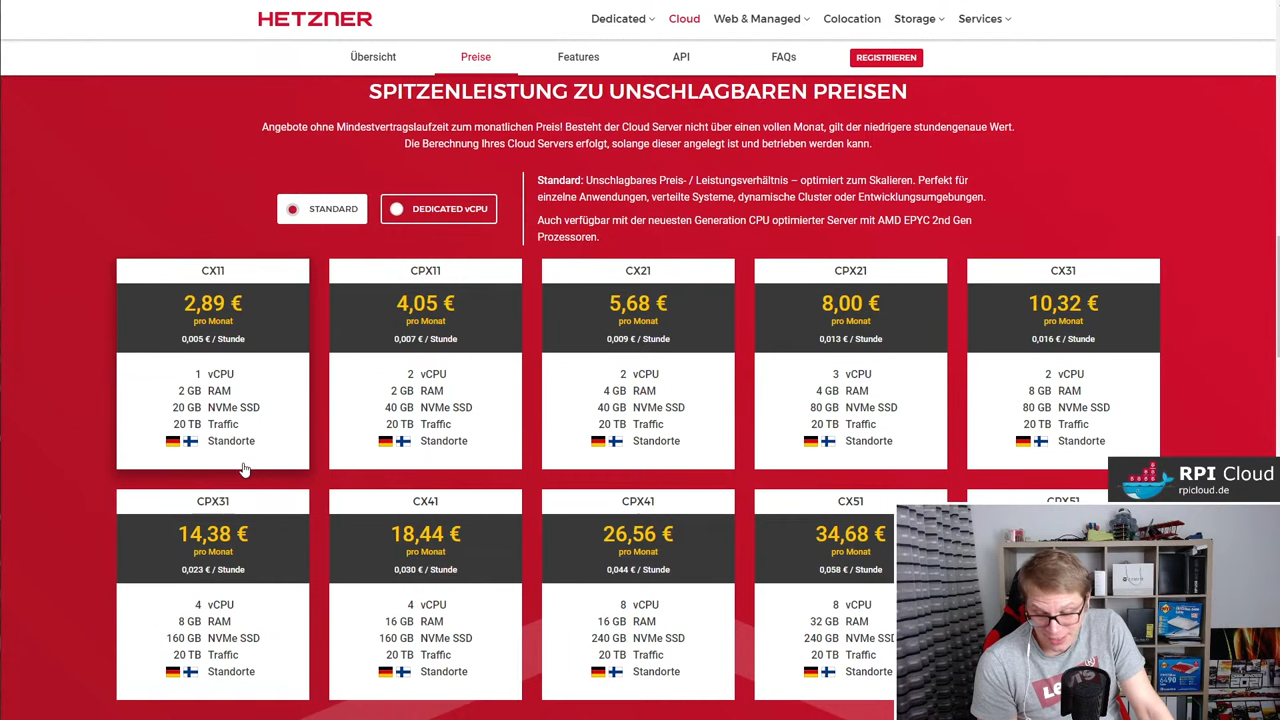 HETZNER
Dedicated
Cloud
Web & Managed
Colocation
Storage
Services
Übersicht
Preise
Features
API
FAQs
REGISTRIEREN
SPITZENLEISTUNG ZU UNSCHLAGBAREN PREISEN
Angebote ohne Mindestvertragslaufzeit zum monatlichen Preis! Besteht der Cloud Server nicht über einen vollen Monat, gilt der niedrigere stundengenaue Wert.
Die Berechnung Ihres Cloud Servers erfolgt, solange dieser angelegt ist und betrieben werden kann.
STANDARD
DEDICATED vCPU
Standard: Unschlagbares Preis- / Leistungsverhältnis – optimiert zum Skalieren. Perfekt für
einzelne Anwendungen, verteilte Systeme, dynamische Cluster oder Entwicklungsumgebungen.
Auch verfügbar mit der neuesten Generation CPU optimierter Server mit AMD EPYC 2nd Gen
Prozessoren.
CX11
2,89 €
pro Monat
0,005 € / Stunde
1 vCPU
2 GB RAM
20 GB NVMe SSD
20 TB Traffic
Standorte
CPX11
4,05 €
pro Monat
0,007 € / Stunde
2 vCPU
2 GB RAM
40 GB NVMe SSD
20 TB Traffic
Standorte
CX21
5,68 €
pro Monat
0,009 € / Stunde
2 vCPU
4 GB RAM
40 GB NVMe SSD
20 TB Traffic
Standorte
CPX21
8,00 €
pro Monat
0,013 € / Stunde
3 vCPU
4 GB RAM
80 GB NVMe SSD
20 TB Traffic
Standorte
CX31
10,32 €
pro Monat
0,016 € / Stunde
2 vCPU
8 GB RAM
80 GB NVMe SSD
20 TB Traffic
Standorte
RPI Cloud
rpicloud.de
CPX31
14,38 €
pro Monat
0,023 € / Stunde
4 vCPU
8 GB RAM
160 GB NVMe SSD
20 TB Traffic
Standorte
CX41
18,44 €
pro Monat
0,030 € / Stunde
4 vCPU
16 GB RAM
160 GB NVMe SSD
20 TB Traffic
Standorte
CPX41
26,56 €
pro Monat
0,044 € / Stunde
8 vCPU
16 GB RAM
240 GB NVMe SSD
20 TB Traffic
Standorte
CX51
34,68 €
pro Monat
0,058 € / Stunde
8 vCPU
32 GB RAM
240 GB NVMe SSD
20 TB Traffic
Standorte
CPX51